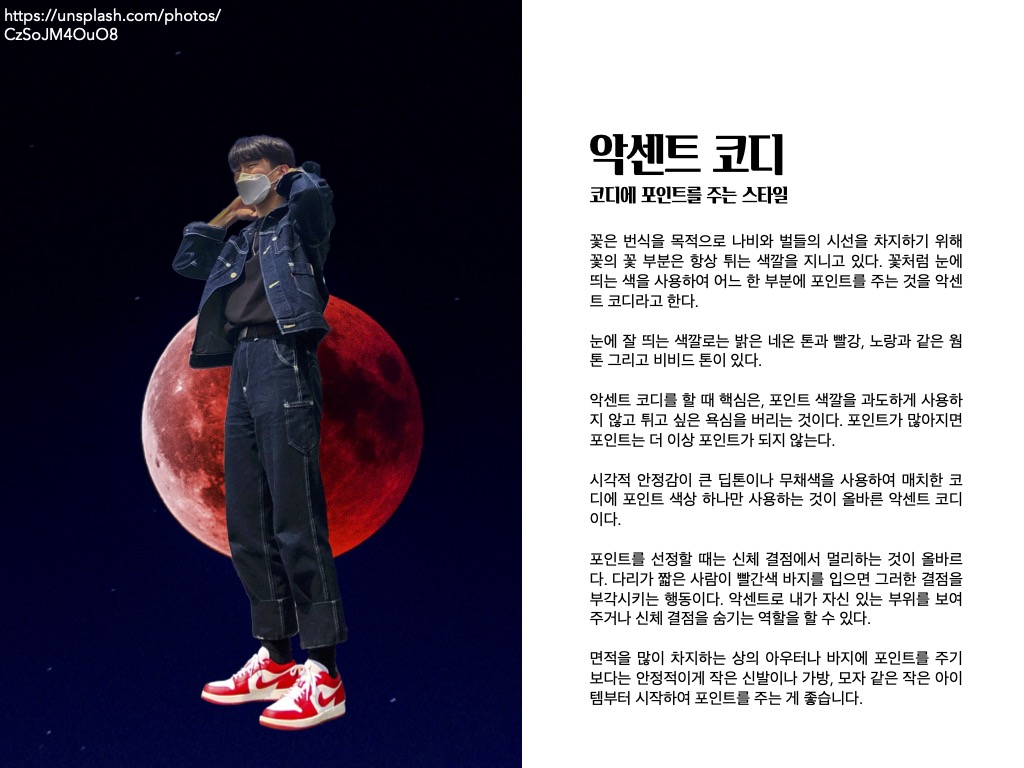 https://unsplash.com/photos/
CzSoJM4OuO8
악센트 코디
코디에 포인트를 주는 스타일
꽃은 번식을 목적으로 나비와 벌들의 시선을 차지하기 위해
꽃의 꽃 부분은 항상 튀는 색깔을 지니고 있다. 꽃처럼 눈에
띄는 색을 사용하여 어느 한 부분에 포인트를 주는 것을 악센
트 코디라고 한다.
눈에 잘 띄는 색깔로는 밝은 네온 톤과 빨강, 노랑과 같은 웜
톤 그리고 비비드 톤이 있다.
악센트 코디를 할 때 핵심은, 포인트 색깔을 과도하게 사용하
지 않고 튀고 싶은 욕심을 버리는 것이다. 포인트가 많아지면
포인트는 더 이상 포인트가 되지 않는다.
시각적 안정감이 큰 딥톤이나 무채색을 사용하여 매치한 코
디에 포인트 색상 하나만 사용하는 것이 올바른 악센트 코디
이다.
포인트를 선정할 때는 신체 결점에서 멀리하는 것이 올바르
다. 다리가 짧은 사람이 빨간색 바지를 입으면 그러한 결점을
부각시키는 행동이다. 악센트로 내가 자신 있는 부위를 보여
주거나 신체 결점을 숨기는 역할을 할 수 있다.
면적을 많이 차지하는 상의 아우터나 바지에 포인트를 주기
보다는 안정적이게 작은 신발이나 가방, 모자 같은 작은 아이
템부터 시작하여 포인트를 주는 게 좋습니다.